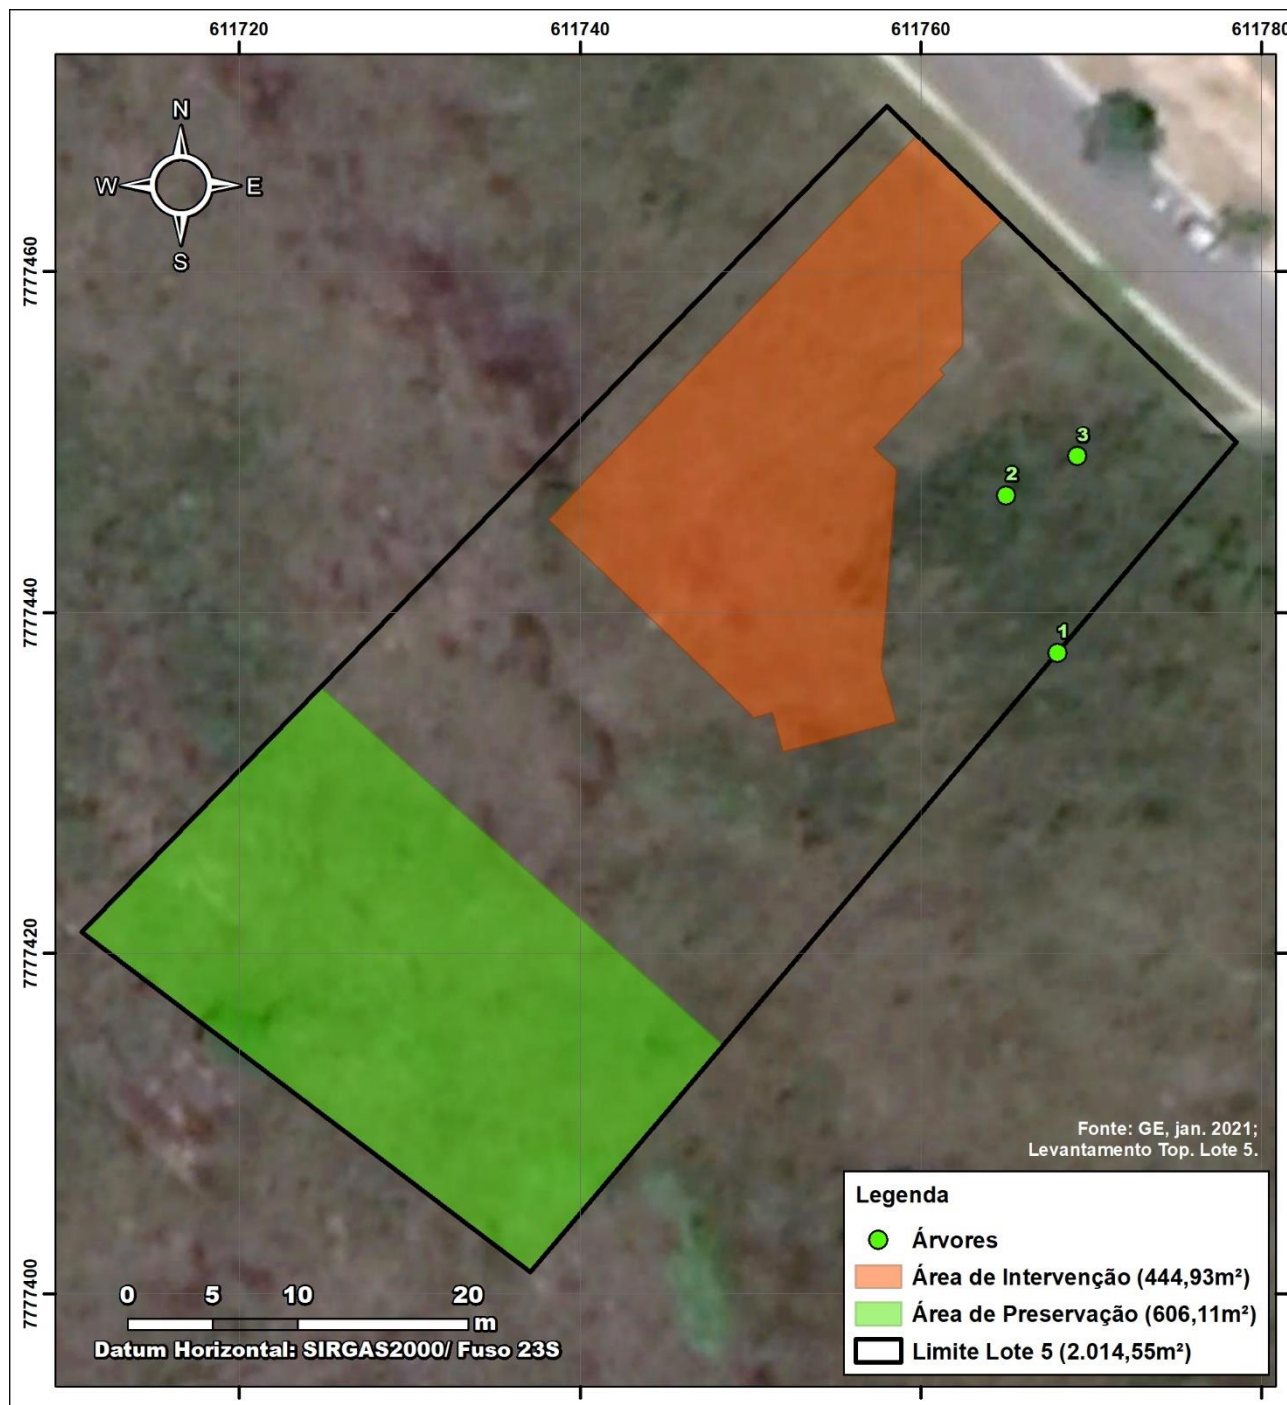 611720
611740
611760
611780
N
W
E
S
7777460
7777440
7777420
7777400
3
2
1
Fonte: GE, jan. 2021;
Levantamento Top. Lote 5.
Legenda
Árvores
Área de Intervenção (444,93m²)
Área de Preservação (606,11m²)
Limite Lote 5 (2.014,55m²)
0 5 10 20
m
Datum Horizontal: SIRGAS2000/ Fuso 23S